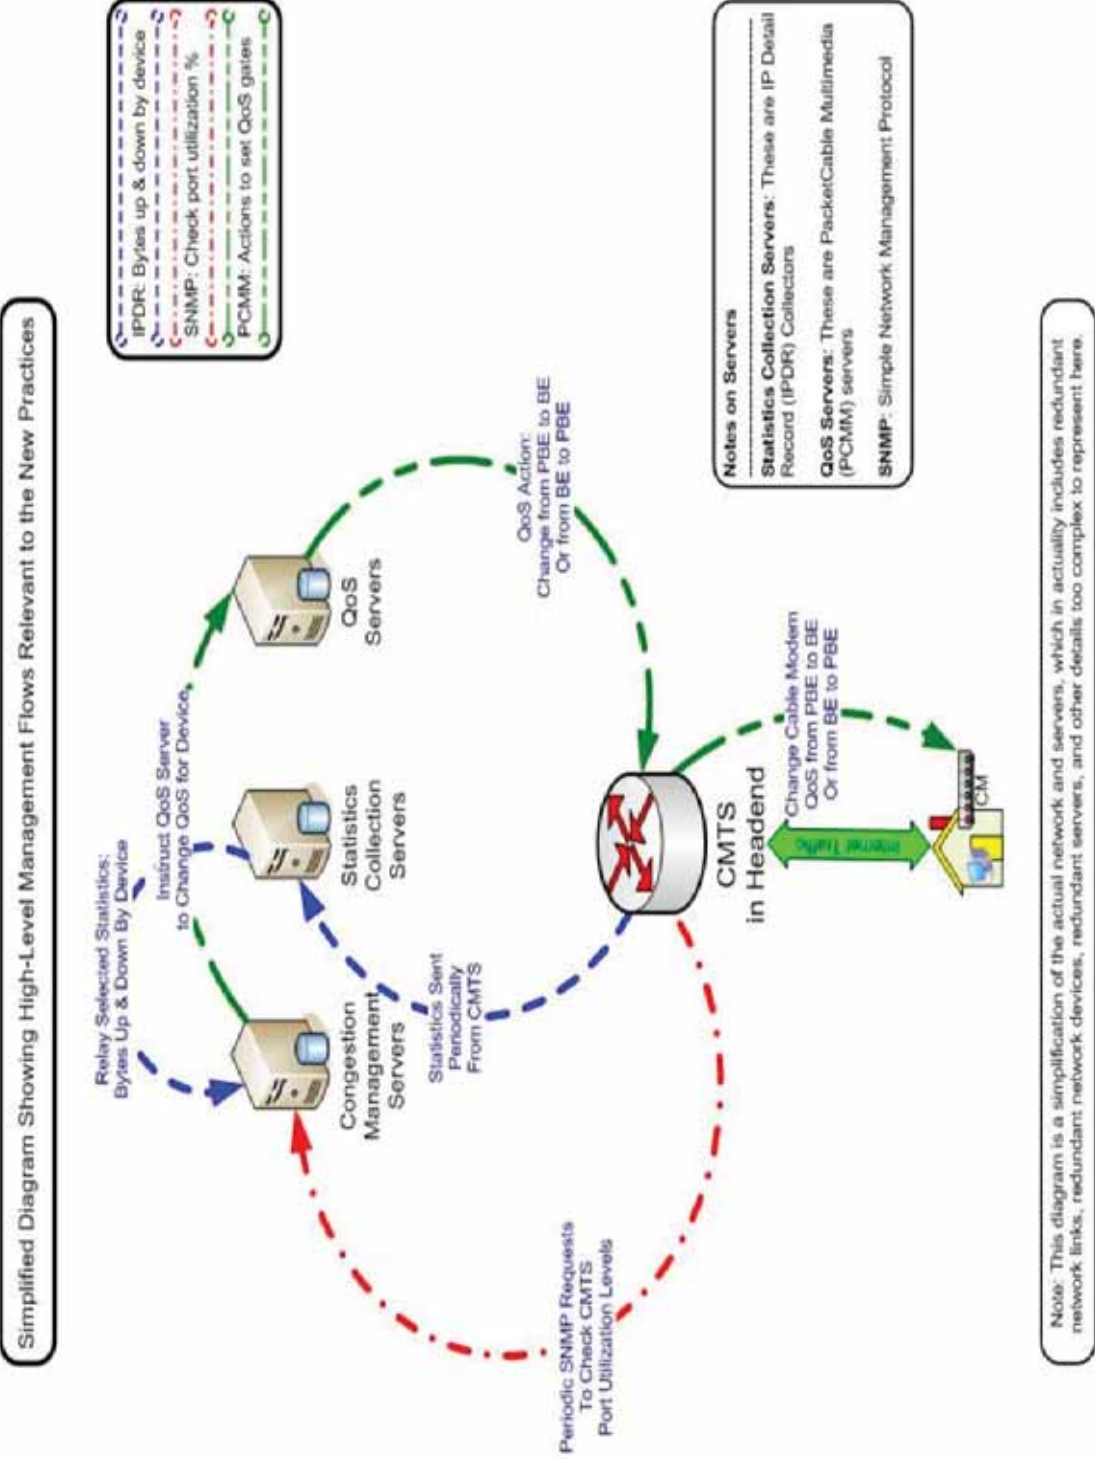 Simplified Diagram Showing High-Level Management Flows Relevant to the New Practices
IPDR: Bytes up & down by device
SNMP: Check port utilization %
PCMM: Actions to set QoS gates
Relay Selected Statistics:
Bytes Up & Down By Device
Instruct QoS Server
to Change QoS for Device
Congestion
Management
Servers
Statistics
Collection
Servers
QoS
Servers
Statistics Sent
Periodically
From CMTS
QoS Action:
Change from PBE to BE
Or from BE to PBE
Periodic SNMP Requests
To Check CMTS
Port Utilization Levels
CMTS
in Headend
Change Cable Modem
QoS from PBE to BE
Or from BE to PBE
Internet Traffic
CM
Notes on Servers
Statistics Collection Servers: These are IP Detail
Record (IPDR) Collectors
QoS Servers: These are PacketCable Multimedia
(PCMM) servers
SNMP: Simple Network Management Protocol
Note: This diagram is a simplification of the actual network and servers, which in actuality includes redundant
network links, redundant network devices, redundant servers, and other details too complex to represent here.